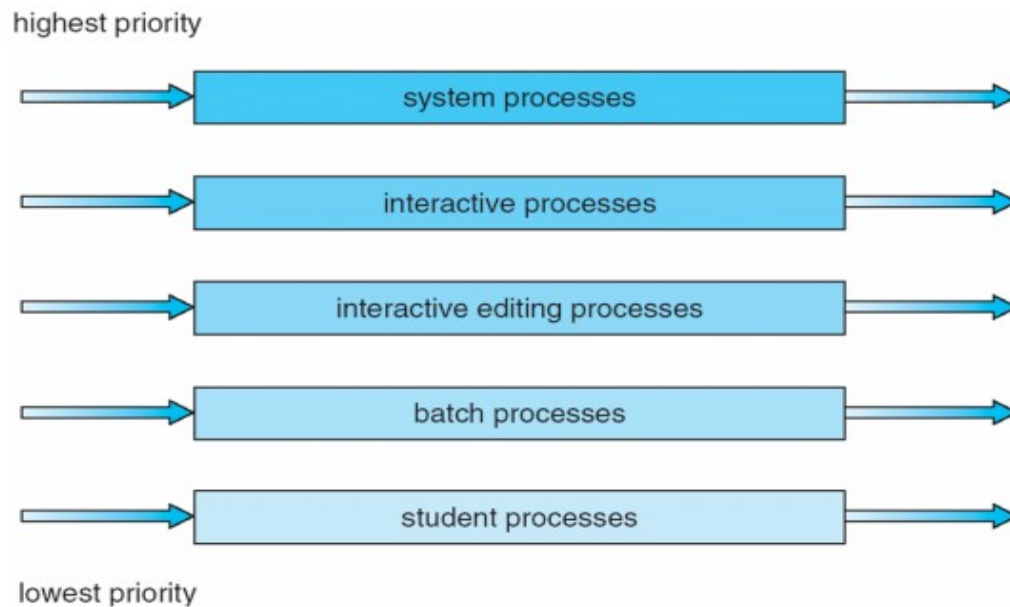 highest priority
system processes
interactive processes
interactive editing processes
batch processes
student processes
lowest priority